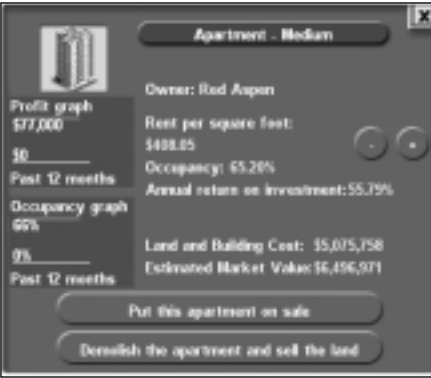 X
Apartment - Medium
Owner: Red Aspen
Profit graph
$77,000
$0
Past 12 months
Rent per square foot:
$408.05
- +
Occupancy: 65.20%
Annual return on investment:55.79%
Occupancy graph
66%
0%
Past 12 months
Land and Building Cost: $5,075,758
Estimated Market Value:$6,496,971
Put this apartment on sale
Demolish the apartment and sell the land